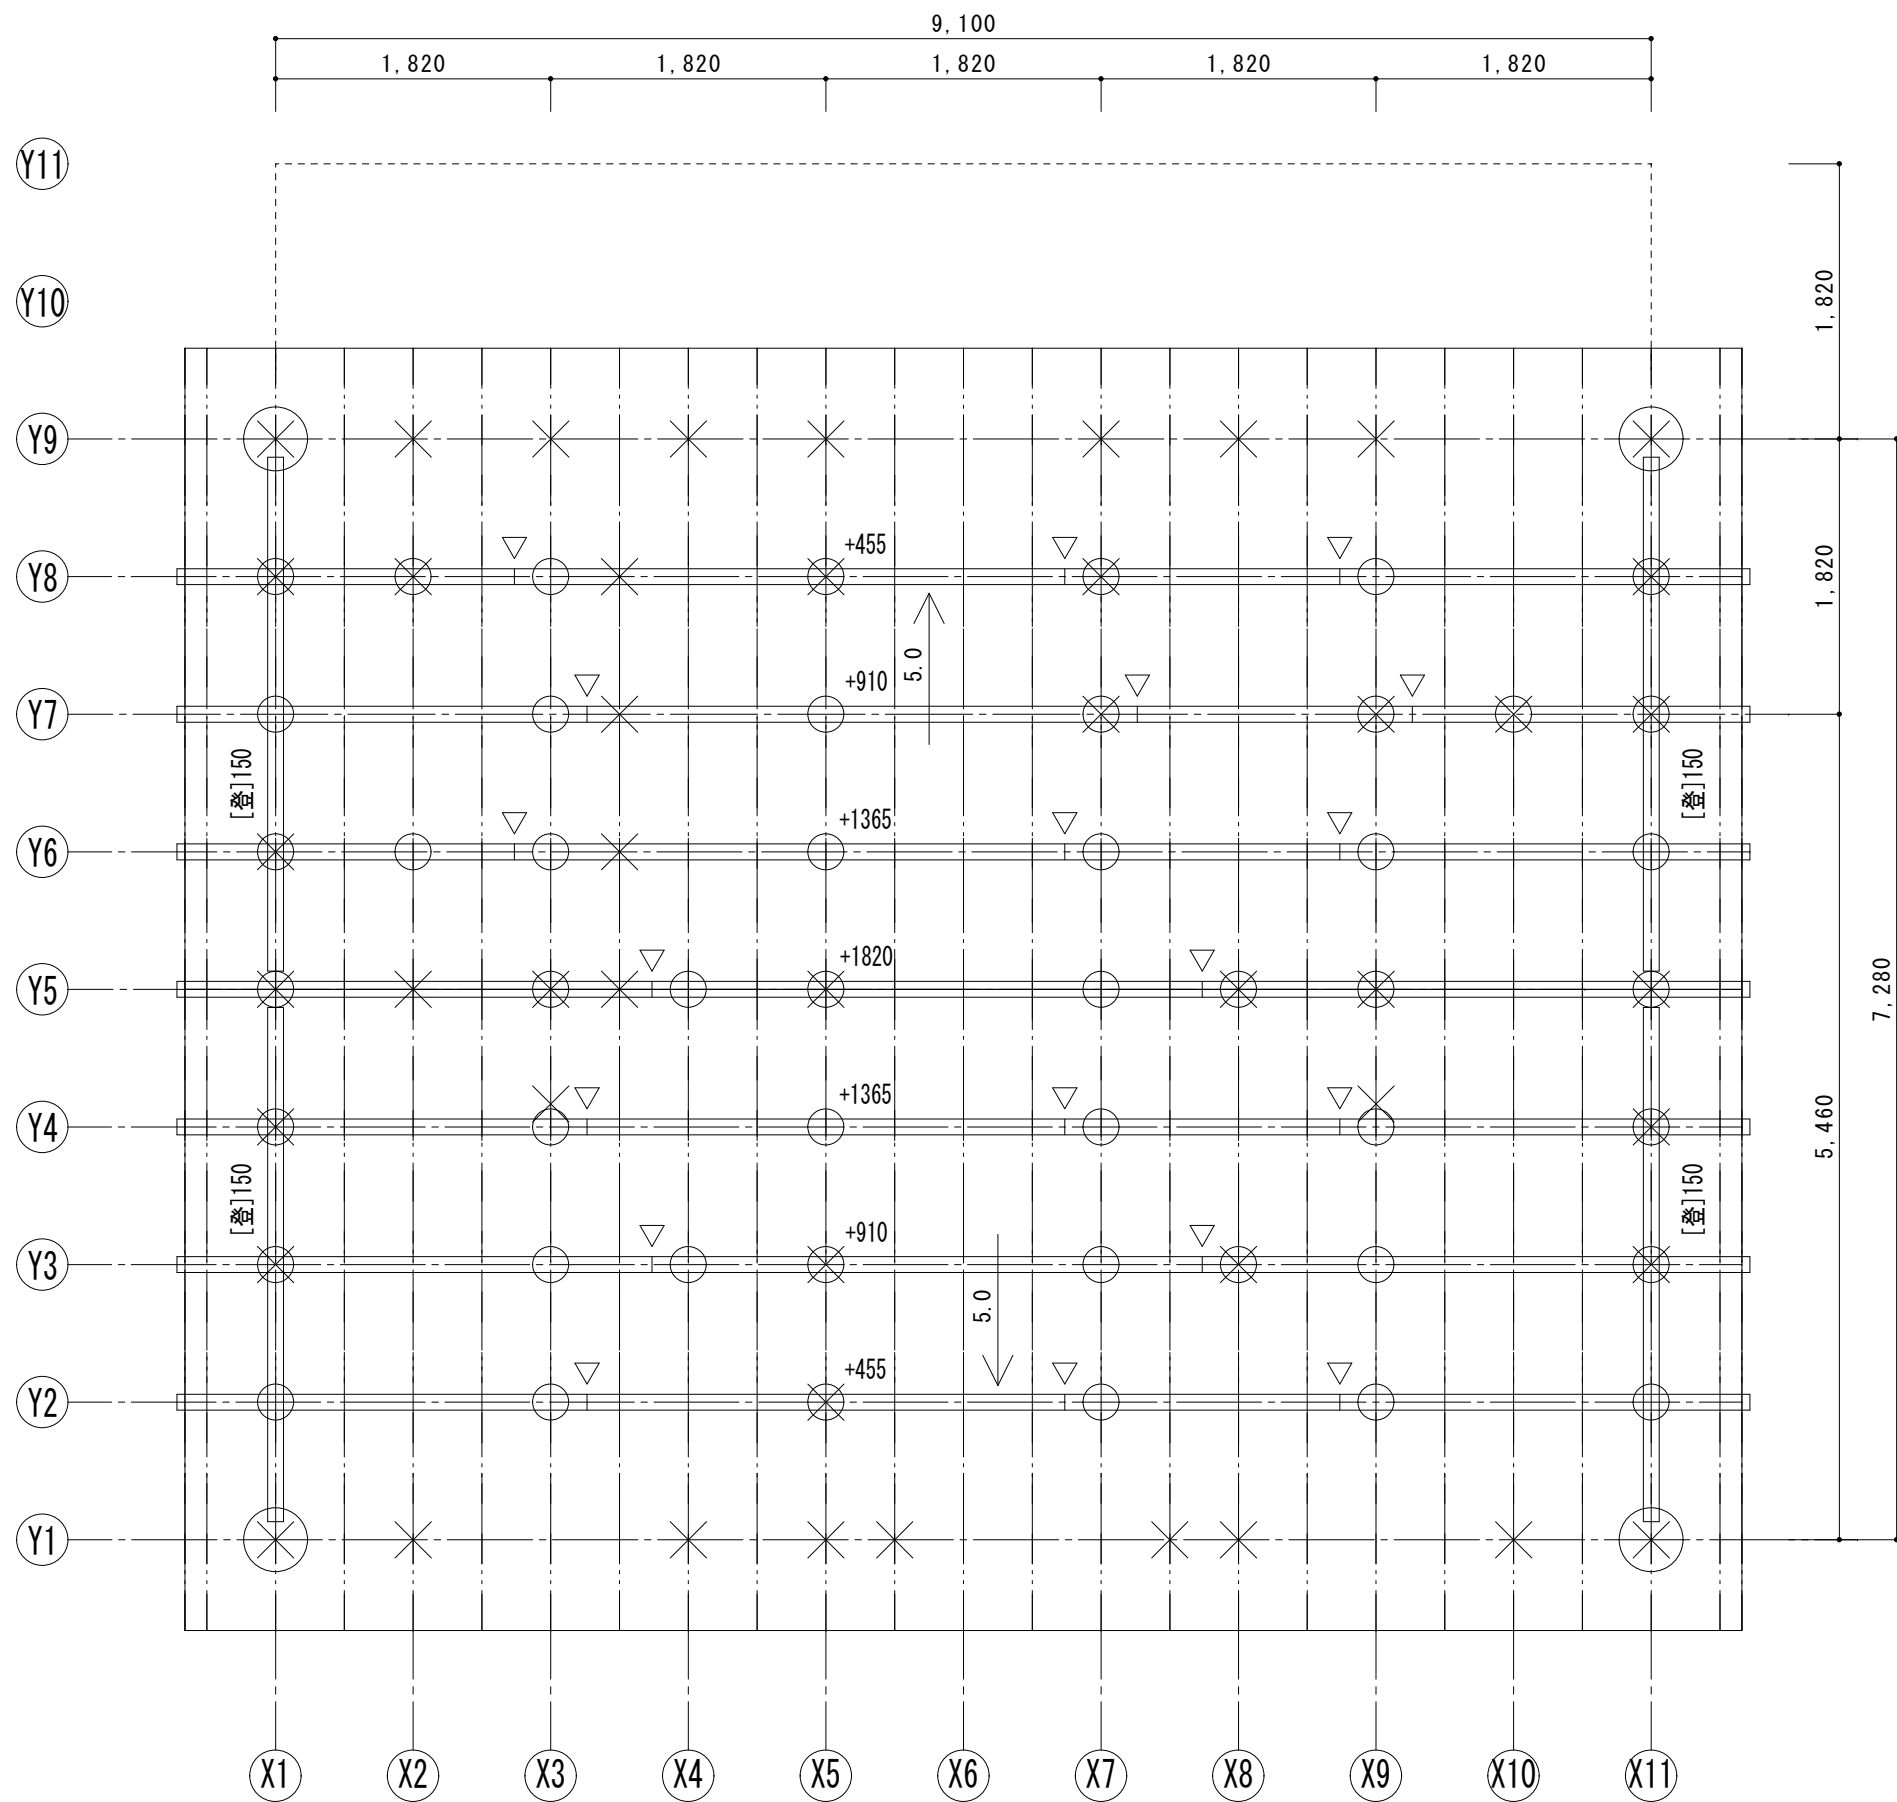 9,100
1,820 1,820 1,820 1,820 1,820
Y11
1,820
Y10
Y9
+455
Y8
1,820
5.0
+910
Y7
[登]150 [登]150
+1365
Y6
+1820
Y5
7,280
+1365
Y4
5,460
[登]150 [登]150
+910
Y3
5.0
+455
Y2
Y1
X1 X2 X3 X4 X5 X6 X7 X8 X9 X10 X11